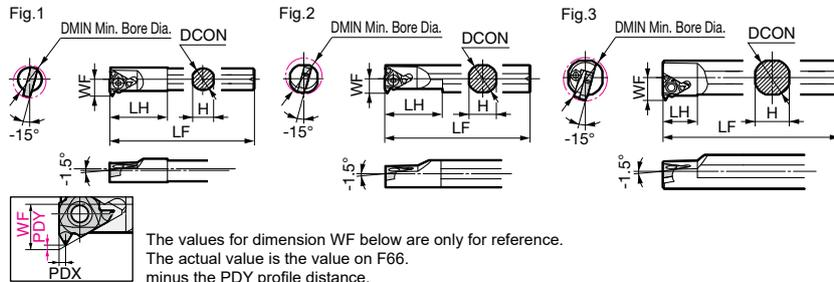 Fig.1
DMIN Min. Bore Dia.
DCON
WF
LH
H
LF
-15°
-1.5°
Fig.2
DMIN Min. Bore Dia.
DCON
WF
LH
H
LF
-15°
-1.5°
Fig.3
DMIN Min. Bore Dia.
DCON
WF
LH
H
LF
-15°
-1.5°
WF
PDY
PDX
The values for dimension WF below are only for reference.
The actual value is the value on F66.
minus the PDY profile distance.